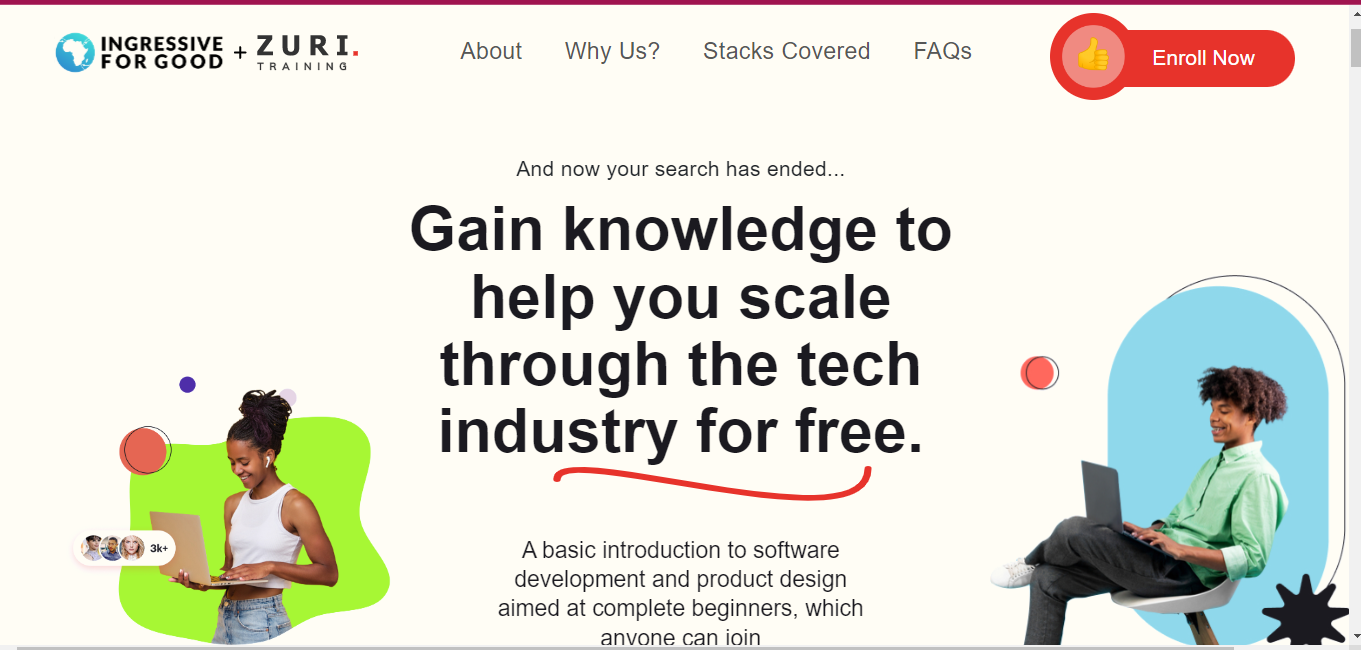 INGRESSIVE
FOR GOOD
+
ZURI.
TRAINING
About
Why Us?
Stacks Covered
FAQs
Enroll Now
And now your search has ended...
Gain knowledge to
help you scale
through the tech
industry for free.
3k+
A basic introduction to software
development and product design
aimed at complete beginners, which
anyone can join